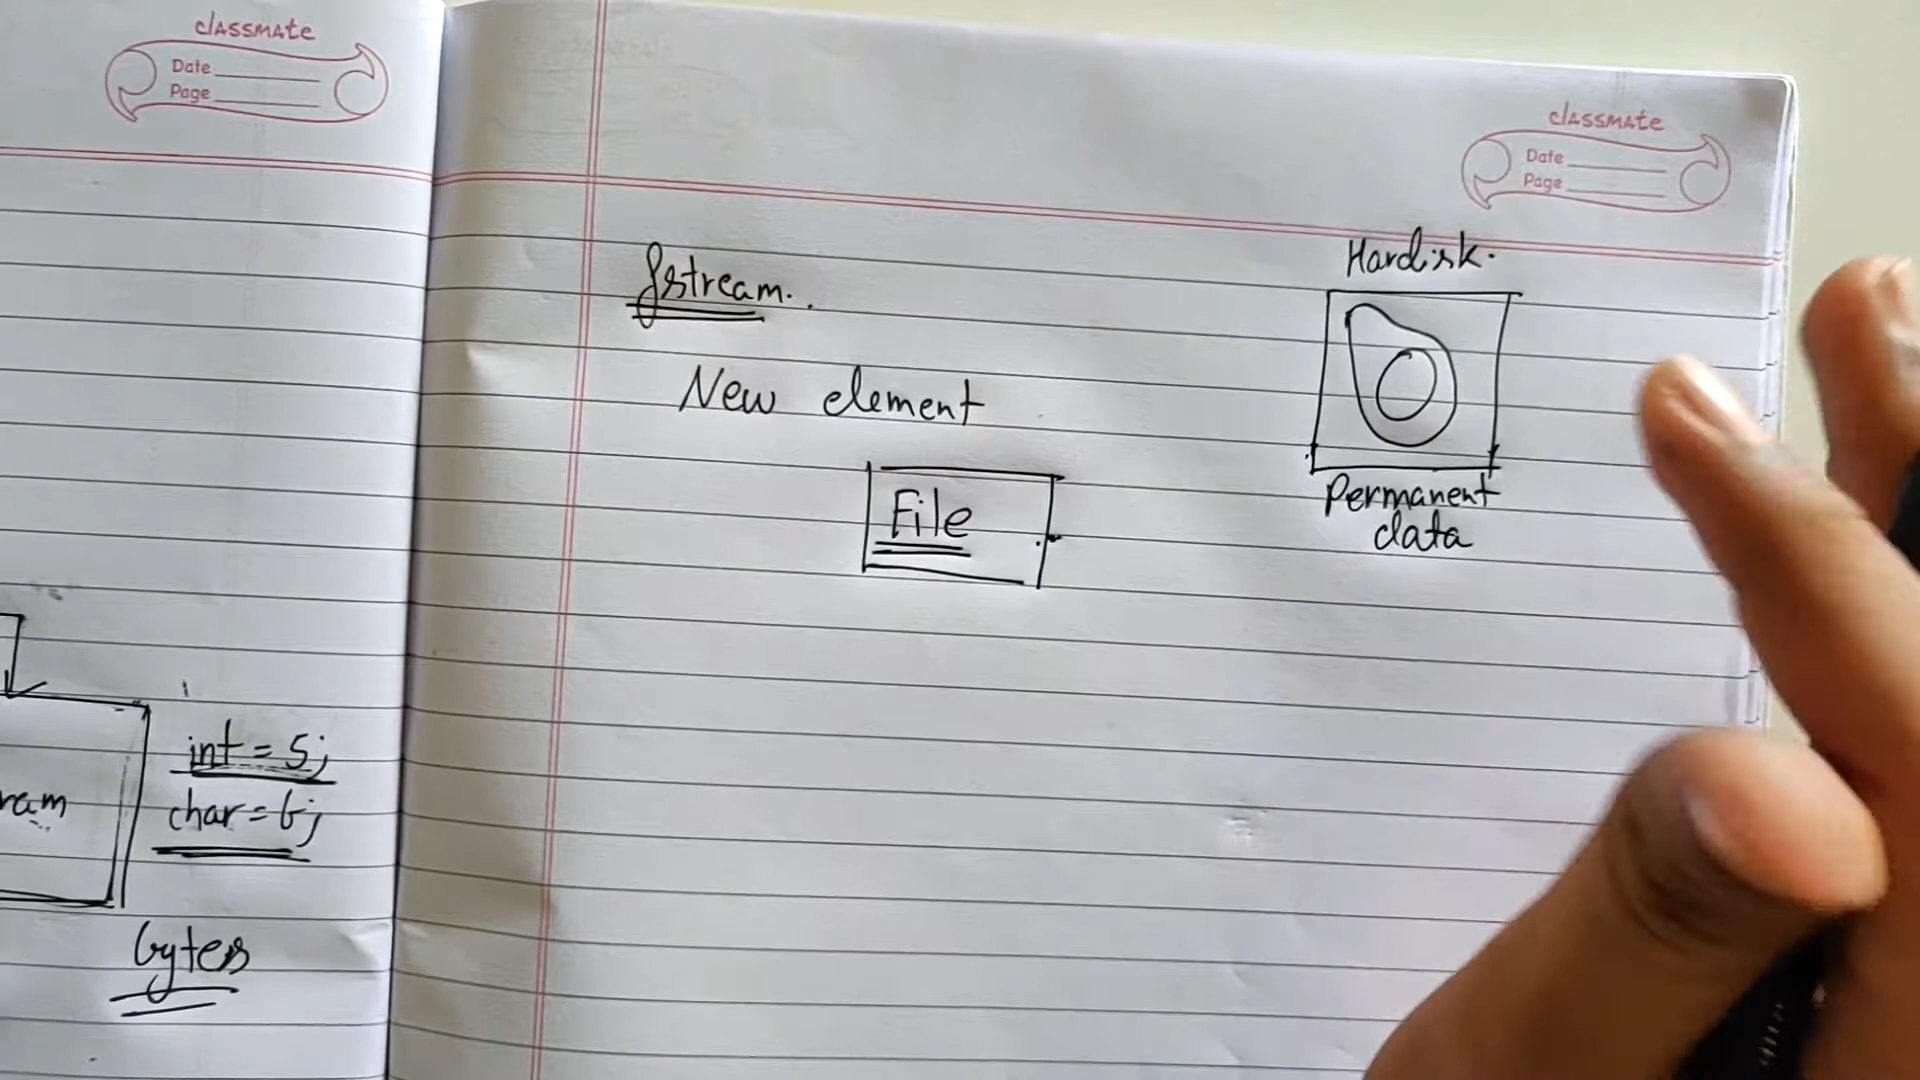 classmate
Date
Page
int = 5;
char = 6;
bytes
classmate
Date
Page
fstream..
Hardisk.
New element
File
Permanent
data
ram